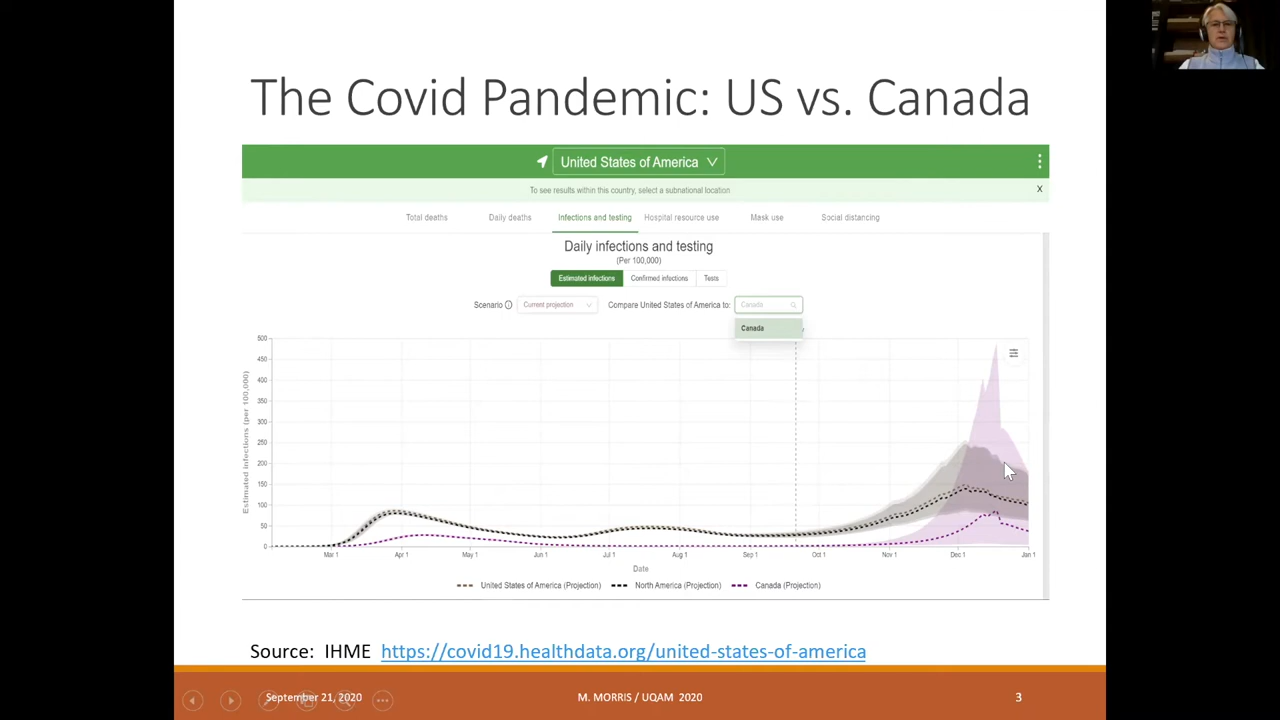 The Covid Pandemic: US vs. Canada
United States of America
To see results within this country, select a subnational location
X
Total deaths Daily deaths Infections and testing Hospital resource use Mask use Social distancing
Daily infections and testing
(Per 100,000)
Estimated infections Confirmed infections Tests
Scenario Current projection Compare United States of America to: Canada
Canada
500
450
400
350
300
250
200
150
100
50
0
Estimated infections (per 100,000)
Mar 1 Apr 1 May 1 Jun 1 Jul 1 Aug 1 Sep 1 Oct 1 Nov 1 Dec 1 Jan 1
Date
United States of America (Projection) North America (Projection) Canada (Projection)
Source: IHME https://covid19.healthdata.org/united-states-of-america
September 21, 2020 M. MORRIS / UQAM 2020 3